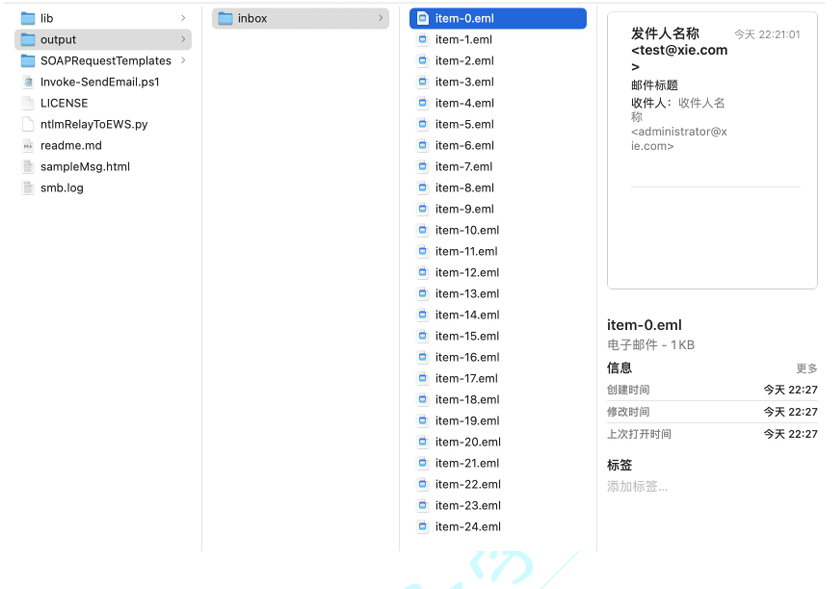 lib
output
SOAPRequestTemplates
Invoke-SendEmail.ps1
LICENSE
ntlmRelayToEWS.py
readme.md
sampleMsg.html
smb.log
inbox
item-0.eml
item-1.eml
item-2.eml
item-3.eml
item-4.eml
item-5.eml
item-6.eml
item-7.eml
item-8.eml
item-9.eml
item-10.eml
item-11.eml
item-12.eml
item-13.eml
item-14.eml
item-15.eml
item-16.eml
item-17.eml
item-18.eml
item-19.eml
item-20.eml
item-21.eml
item-22.eml
item-23.eml
item-24.eml
发件人名称 今天 22:21:01
<test@xie.com
>
邮件标题
收件人：收件人名
称
<administrator@x
ie.com>
item-0.eml
电子邮件 - 1 KB
信息 更多
创建时间 今天 22:27
修改时间 今天 22:27
上次打开时间 今天 22:27
标签
添加标签...